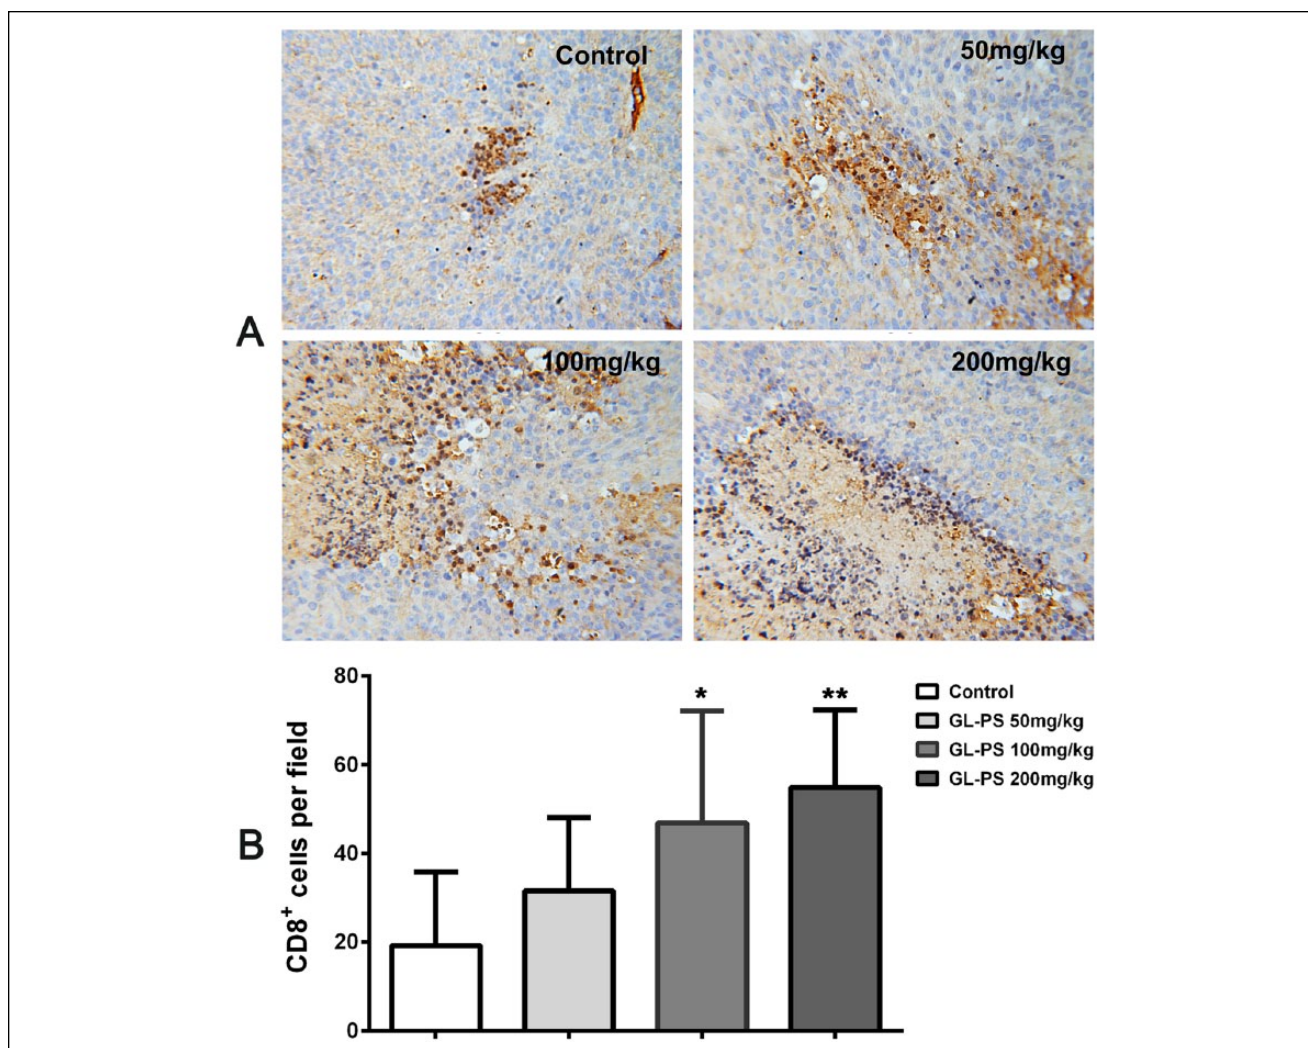 Control
50mg/kg
A
100mg/kg
200mg/kg
B
CD8+ cells per field
80
60
40
20
0
*
**
Control
GL-PS 50mg/kg
GL-PS 100mg/kg
GL-PS 200mg/kg